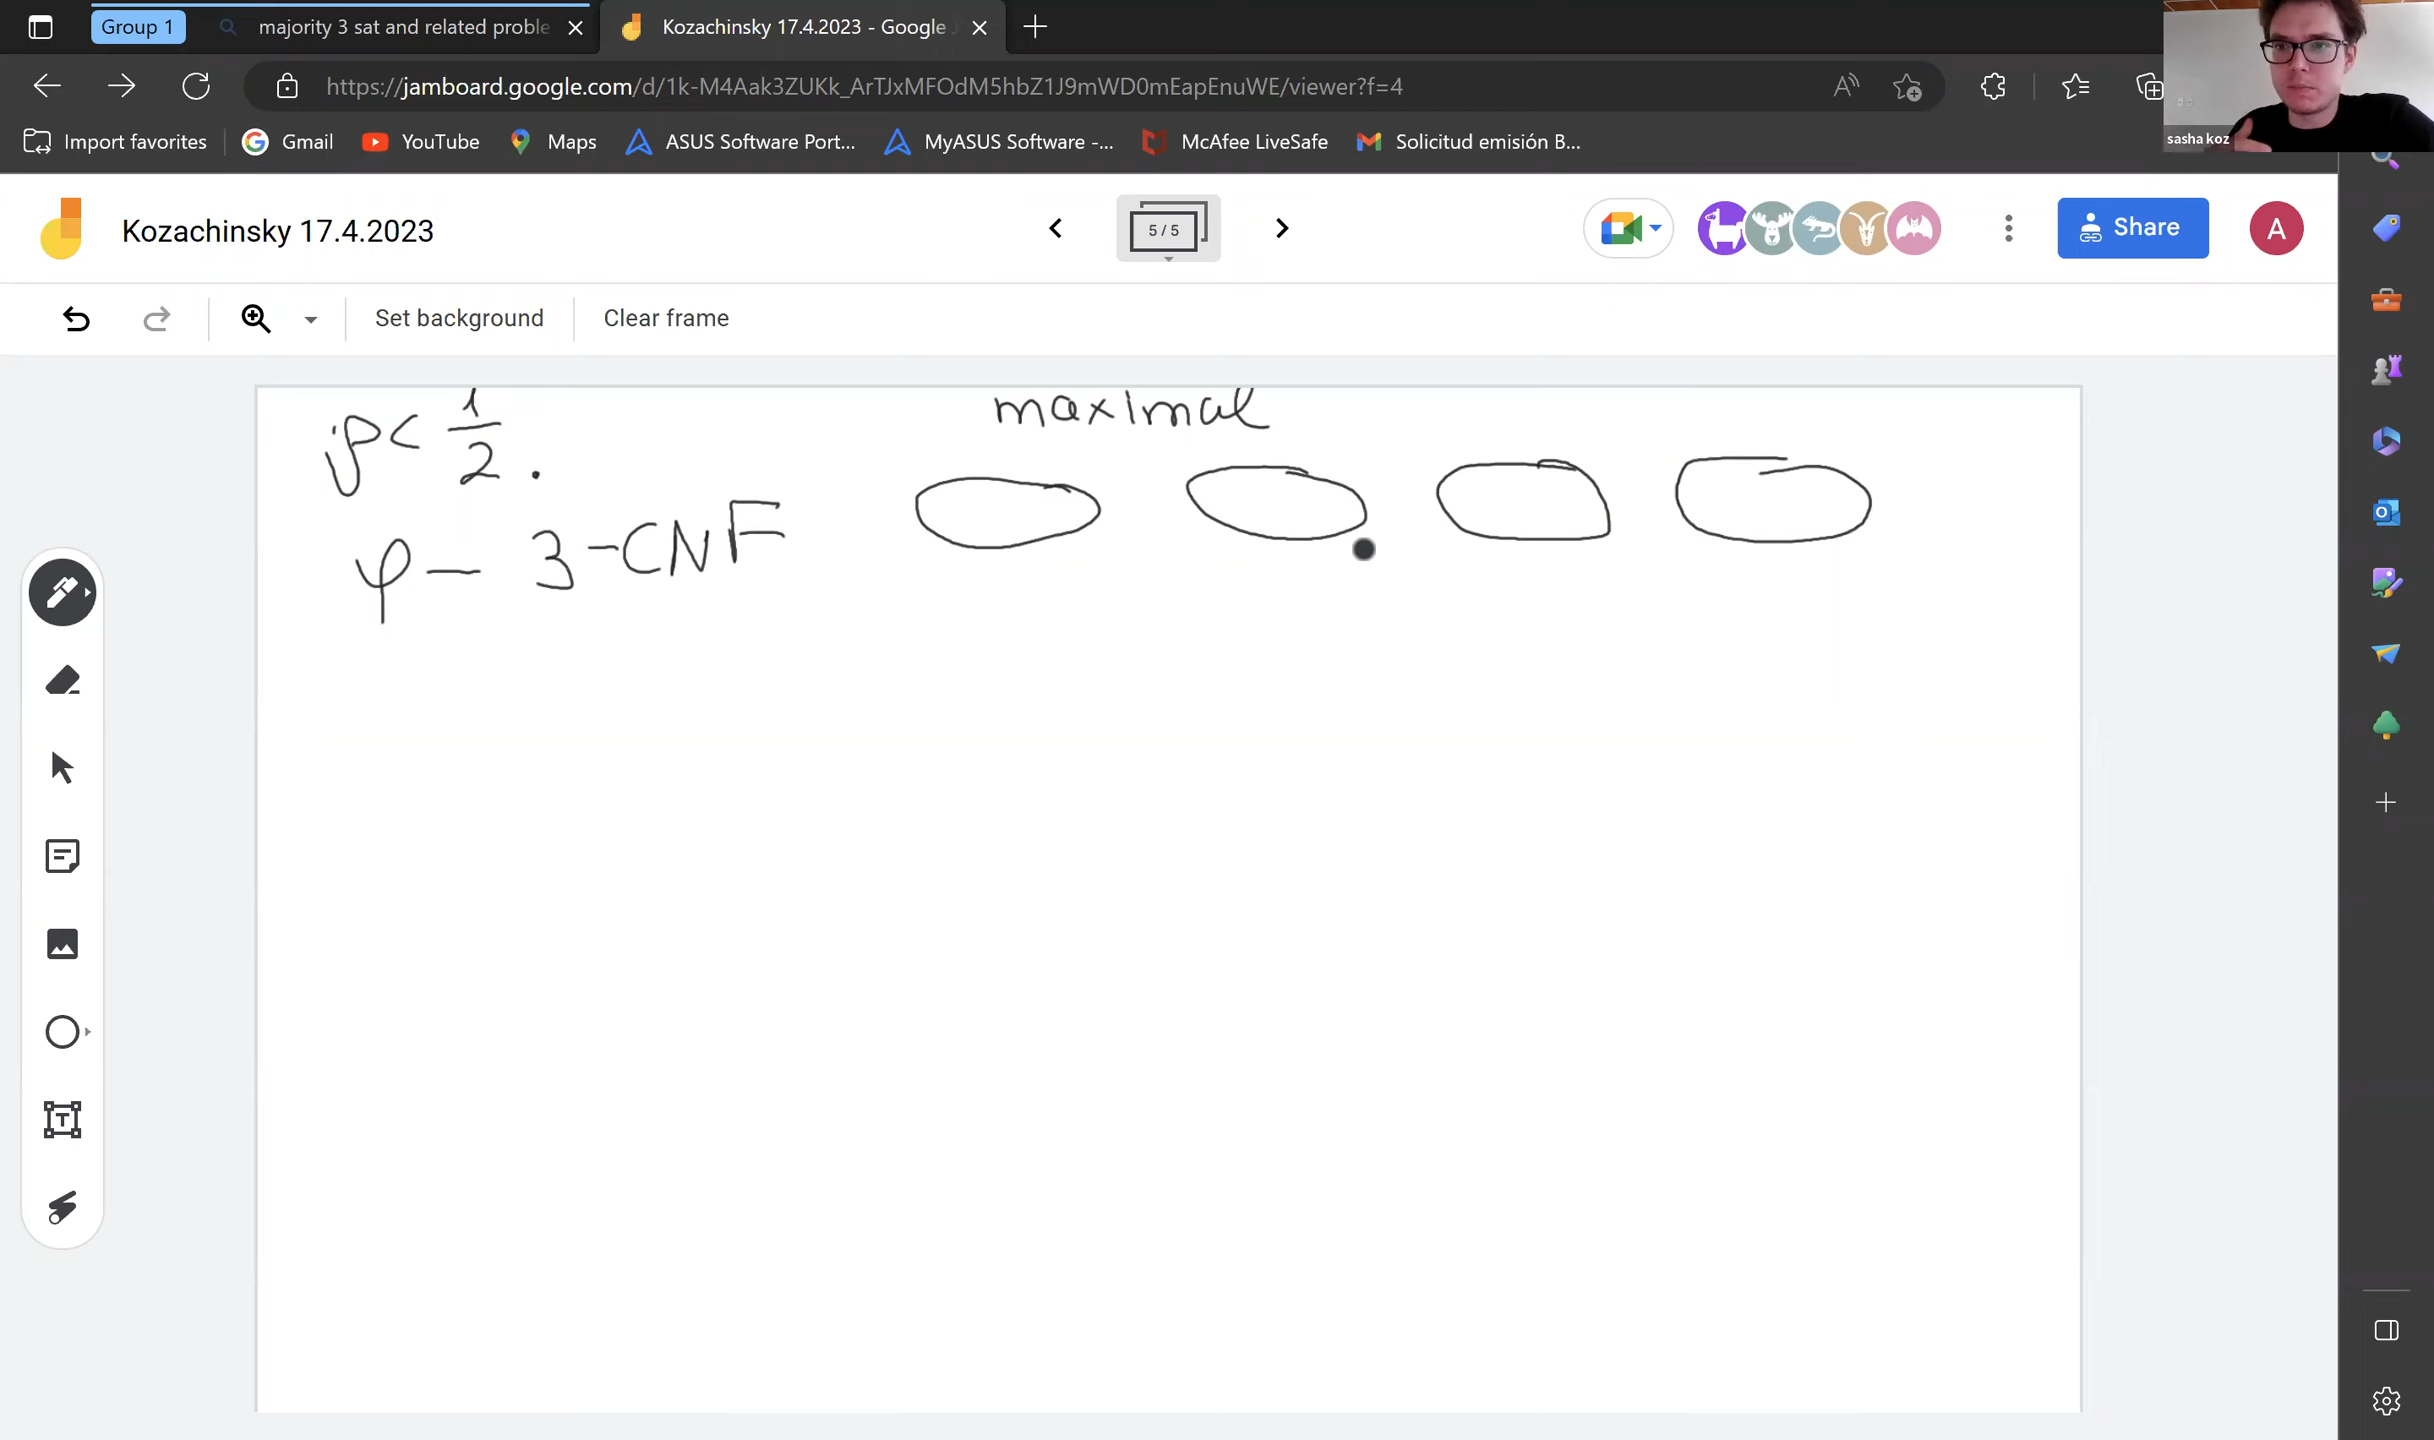 Group 1
majority 3 sat and related proble
Kozachinsky 17.4.2023 - Google J
https://jamboard.google.com/d/1k-M4Aak3ZUKk_ArTJxMFOdM5hbZ1J9mWD0mEapEnuWE/viewer?f=4
sasha koz
Import favorites
Gmail
YouTube
Maps
ASUS Software Port...
MyASUS Software -...
McAfee LiveSafe
Solicitud emisión B...
Kozachinsky 17.4.2023
5 / 5
Share
A
Set background
Clear frame
maximal
p < 1/2 .
φ — 3-CNF